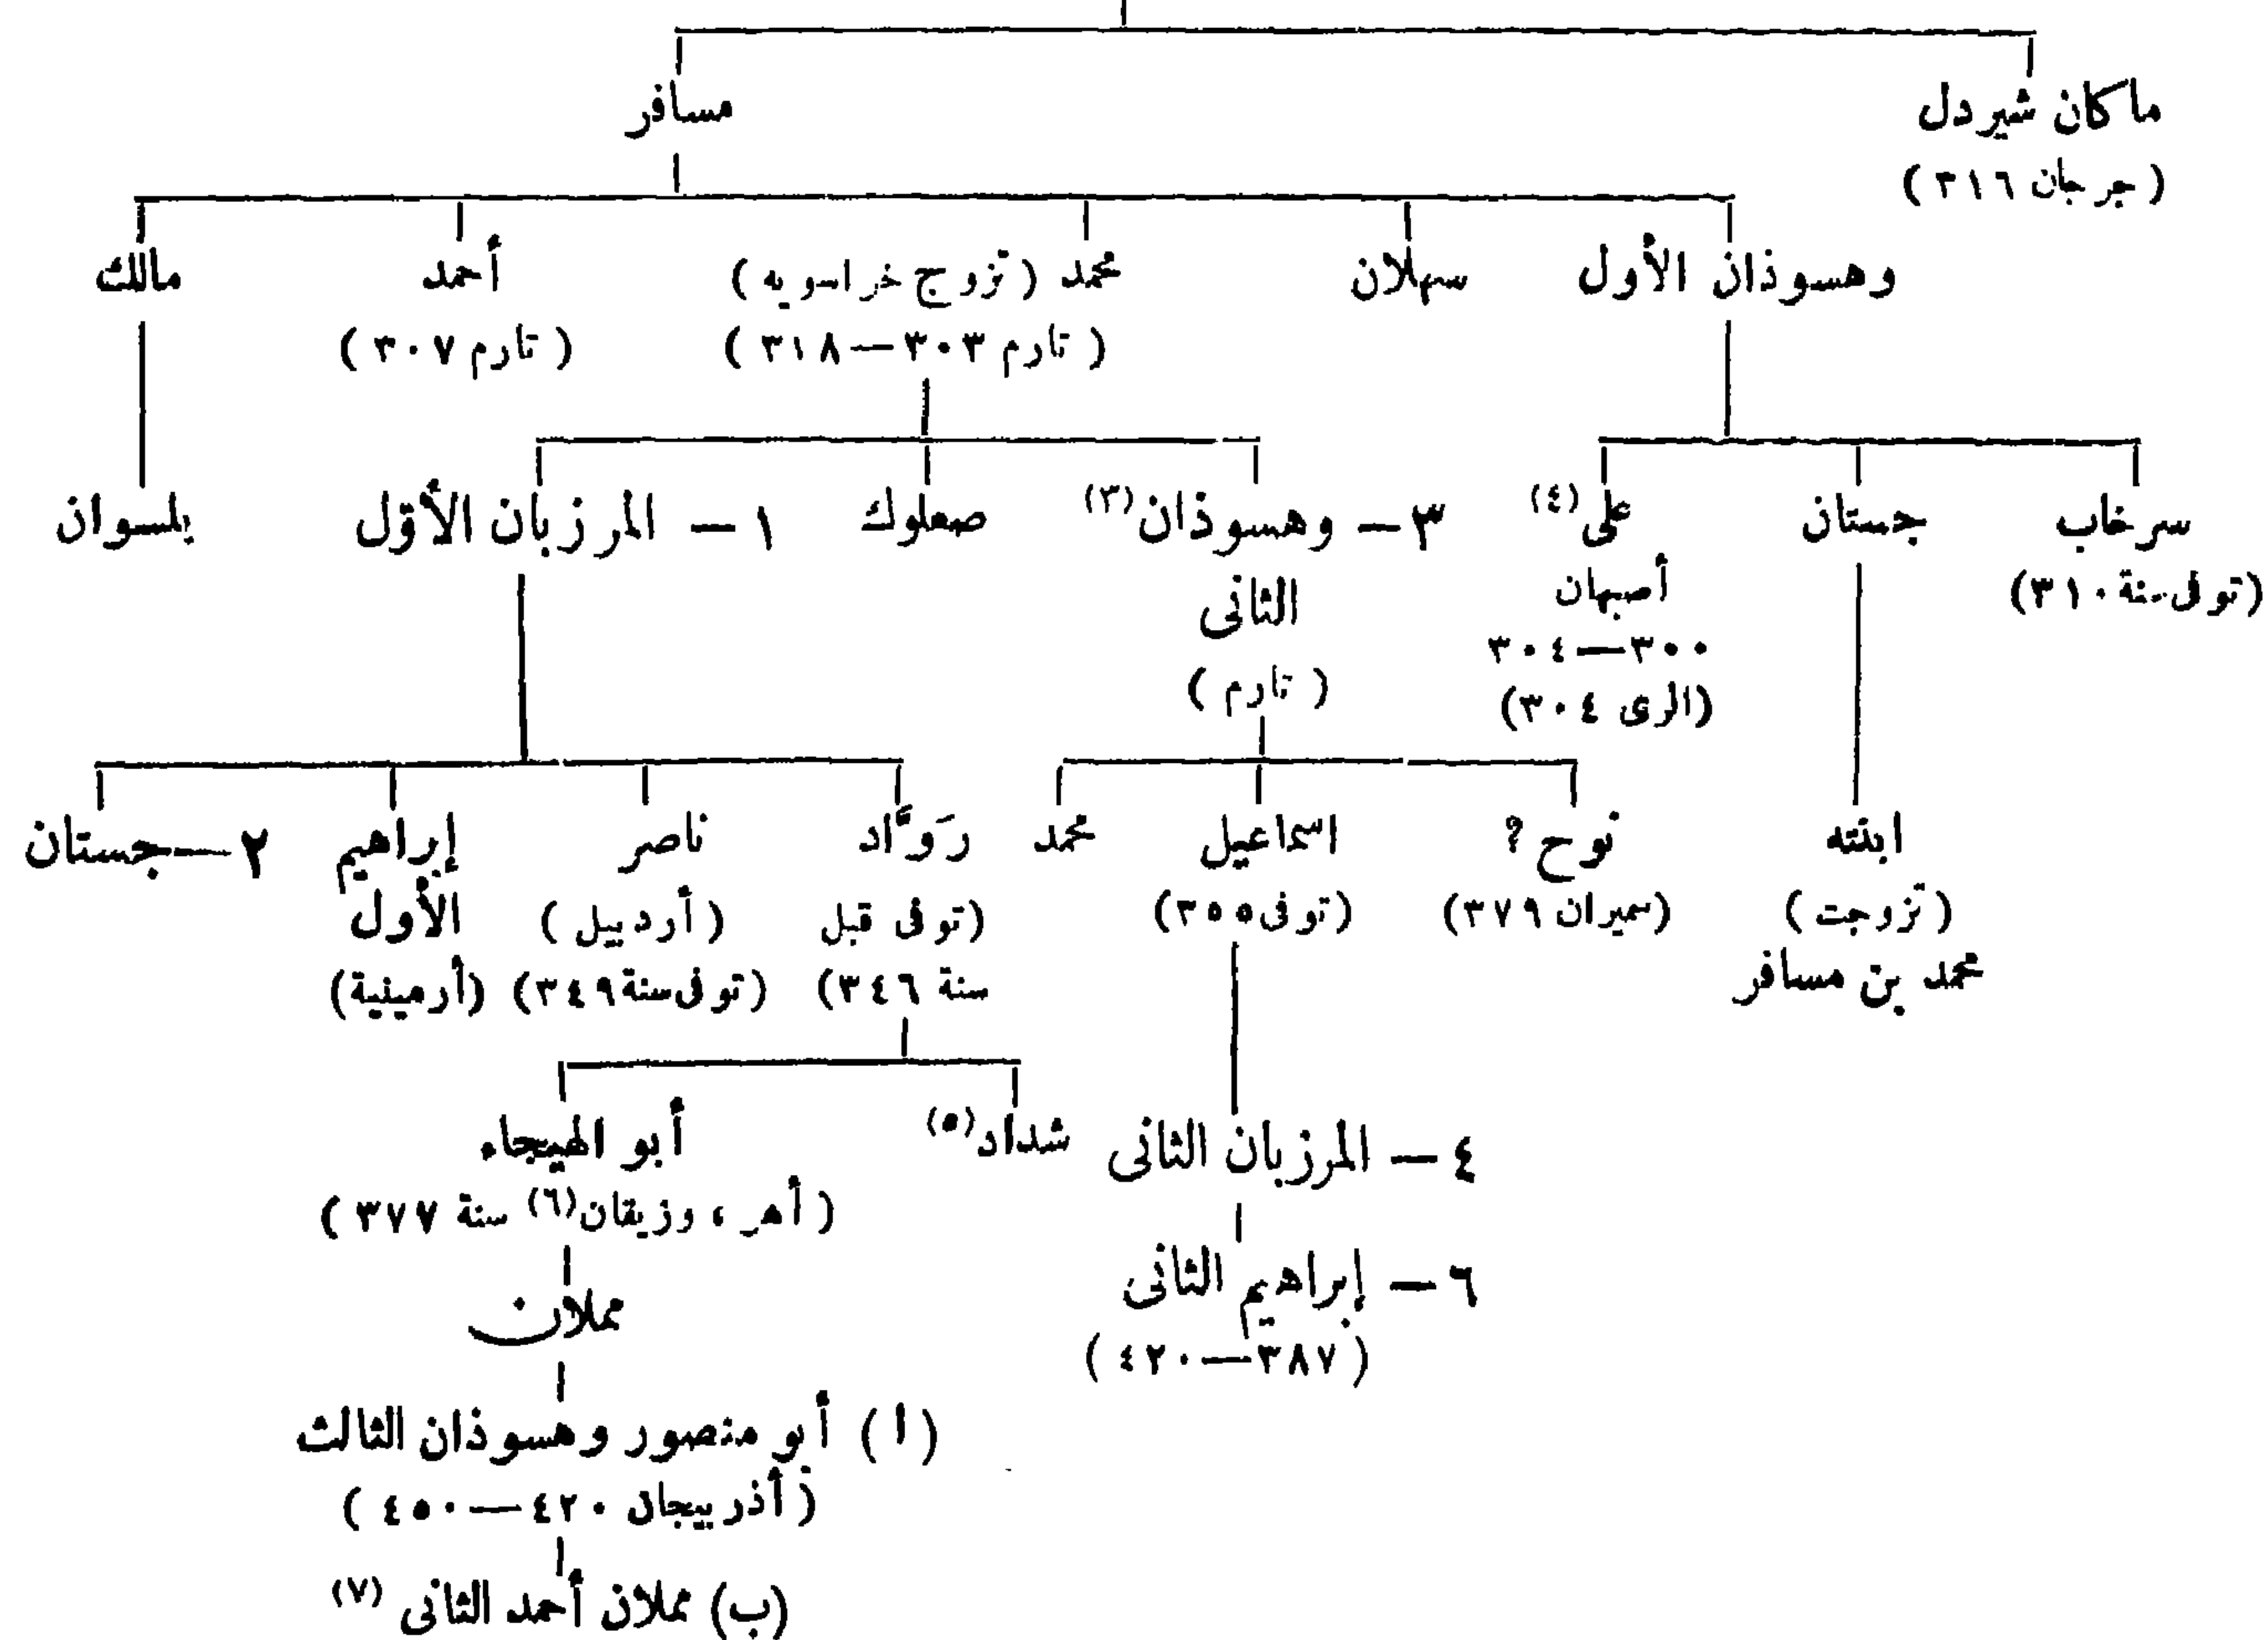 ماكان شيردل
(جرجان ٣١٦)
مسافر
وهسوذان الأول
سهلان
محمد (تزوج خراسويه)
(تارم ٣٠٣—٣١٨)
أحمد
(تارم ٣٠٧)
مالك
سرخاب
(توفى سنة ٣١٠)
جستان
على (٤)
أصبهان
٣٠٠—٣٠٤
(الرى ٣٠٤)
٣ — وهسوذان (٣)
الثانى
(تارم)
صعلوك
١ — المرزبان الأوّل
بلسوان
ابنته
(تزوجت)
محمد بن مسافر
نوح ?
(سميران ٣٧٩)
اسماعيل
(توفى ٣٥٥)
محمد
رَوَّاد
(توفى قبل
سنة ٣٤٦)
ناصر
(أردبيل)
(توفى سنة ٣٤٩)
إبراهيم
الأول
(أرمينية)
٢ — جستان
٤ — المرزبان الثانى
شداد (٥)
أبو الهيجاء
(أهر ، وزيقان (٦) سنة ٣٧٧)
٦ — إبراهيم الثانى
(٣٨٧—٤٢٠)
مملان
(ا) أبو منصور وهسوذان الثالث
(أذربيجان ٤٢٠—٤٥٠)
(ب) مملان أحمد الثانى (٧)